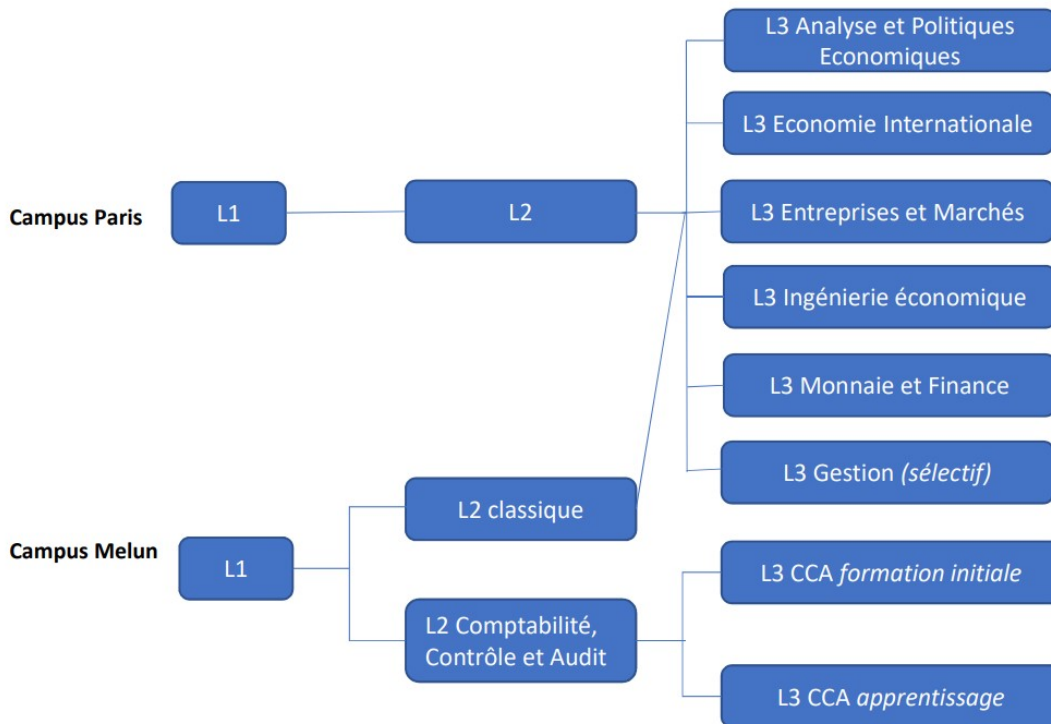 L3 Analyse et Politiques
Economiques
L3 Economie Internationale
Campus Paris
L1
L2
L3 Entreprises et Marchés
L3 Ingénierie économique
L3 Monnaie et Finance
L3 Gestion (sélectif)
L2 classique
Campus Melun
L1
L2 Comptabilité,
Contrôle et Audit
L3 CCA formation initiale
L3 CCA apprentissage